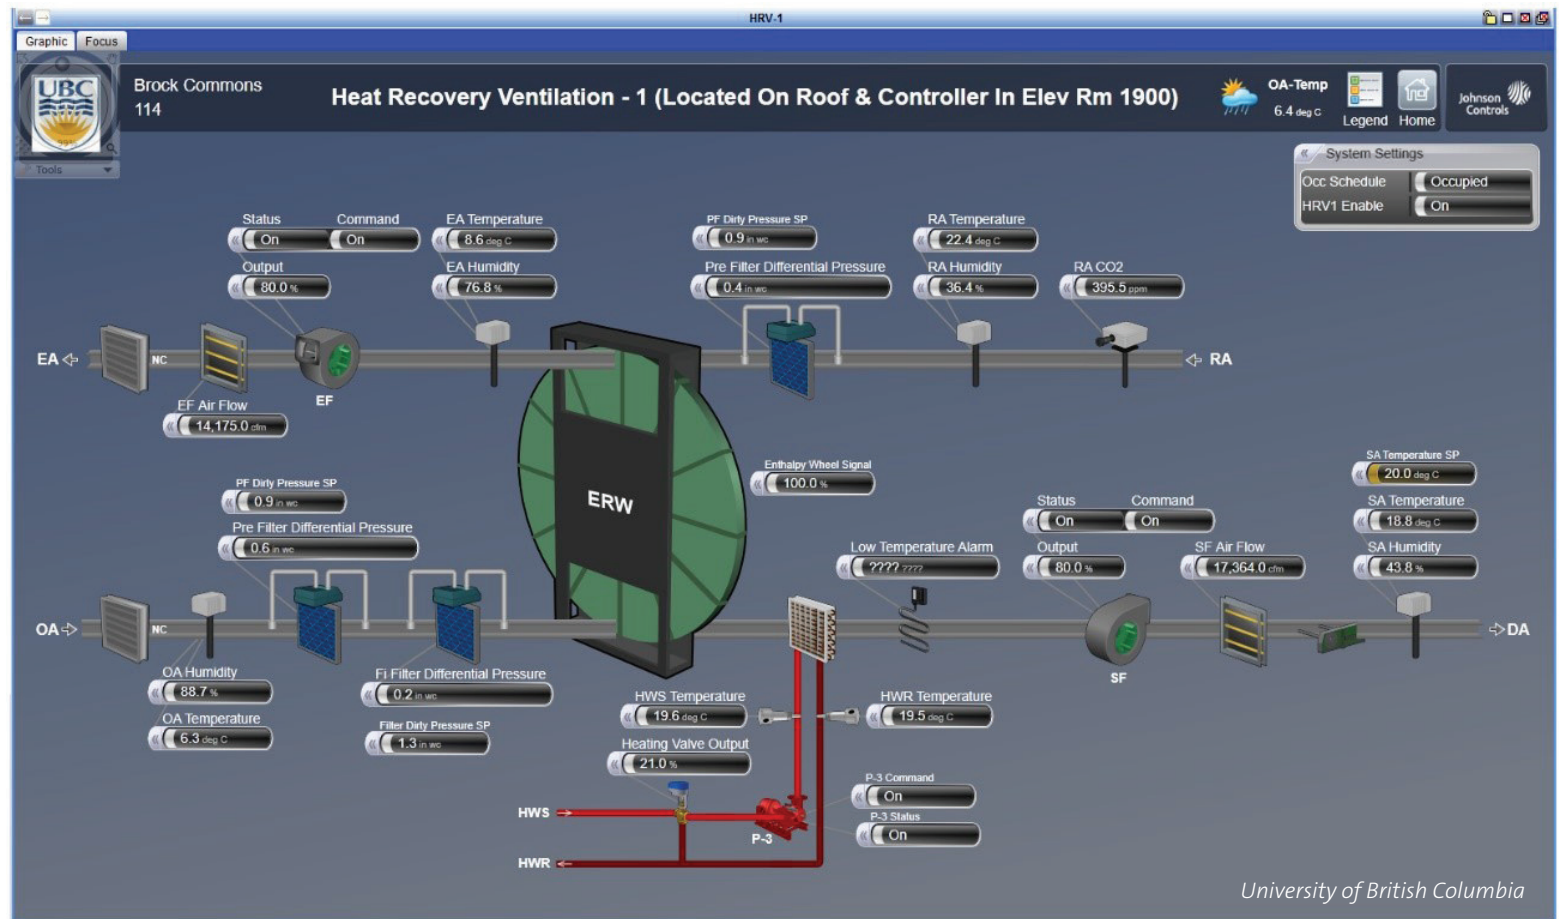 HRV-1
Graphic Focus
UBC
Brock Commons
114
Heat Recovery Ventilation - 1 (Located On Roof & Controller In Elev Rm 1900)
OA-Temp
6.4 deg C
Legend
Home
Johnson
Controls
Tools
System Settings
Occ Schedule Occupied
HRV1 Enable On
Status Command
On On
Output
80.0 %
EA Temperature
8.6 deg C
EA Humidity
76.8 %
PF Dirty Pressure SP
0.9 in wc
Pre Filter Differential Pressure
0.4 in wc
RA Temperature
22.4 deg C
RA Humidity
36.4 %
RA CO2
395.5 ppm
EA
NC
EF
RA
EF Air Flow
14,175.0 cfm
ERW
Enthalpy Wheel Signal
100.0 %
PF Dirty Pressure SP
0.9 in wc
Pre Filter Differential Pressure
0.6 in wc
Low Temperature Alarm
???? ????
Status Command
On On
Output
80.0 %
SF Air Flow
17,364.0 cfm
SA Temperature SP
20.0 deg C
SA Temperature
18.8 deg C
SA Humidity
43.8 %
OA
NC
DA
SF
OA Humidity
88.7 %
OA Temperature
6.3 deg C
Fi Filter Differential Pressure
0.2 in wc
Filter Dirty Pressure SP
1.3 in wc
HWS Temperature
19.6 deg C
HWR Temperature
19.5 deg C
Heating Valve Output
21.0 %
P-3 Command
On
P-3 Status
On
HWS
P-3
HWR
University of British Columbia